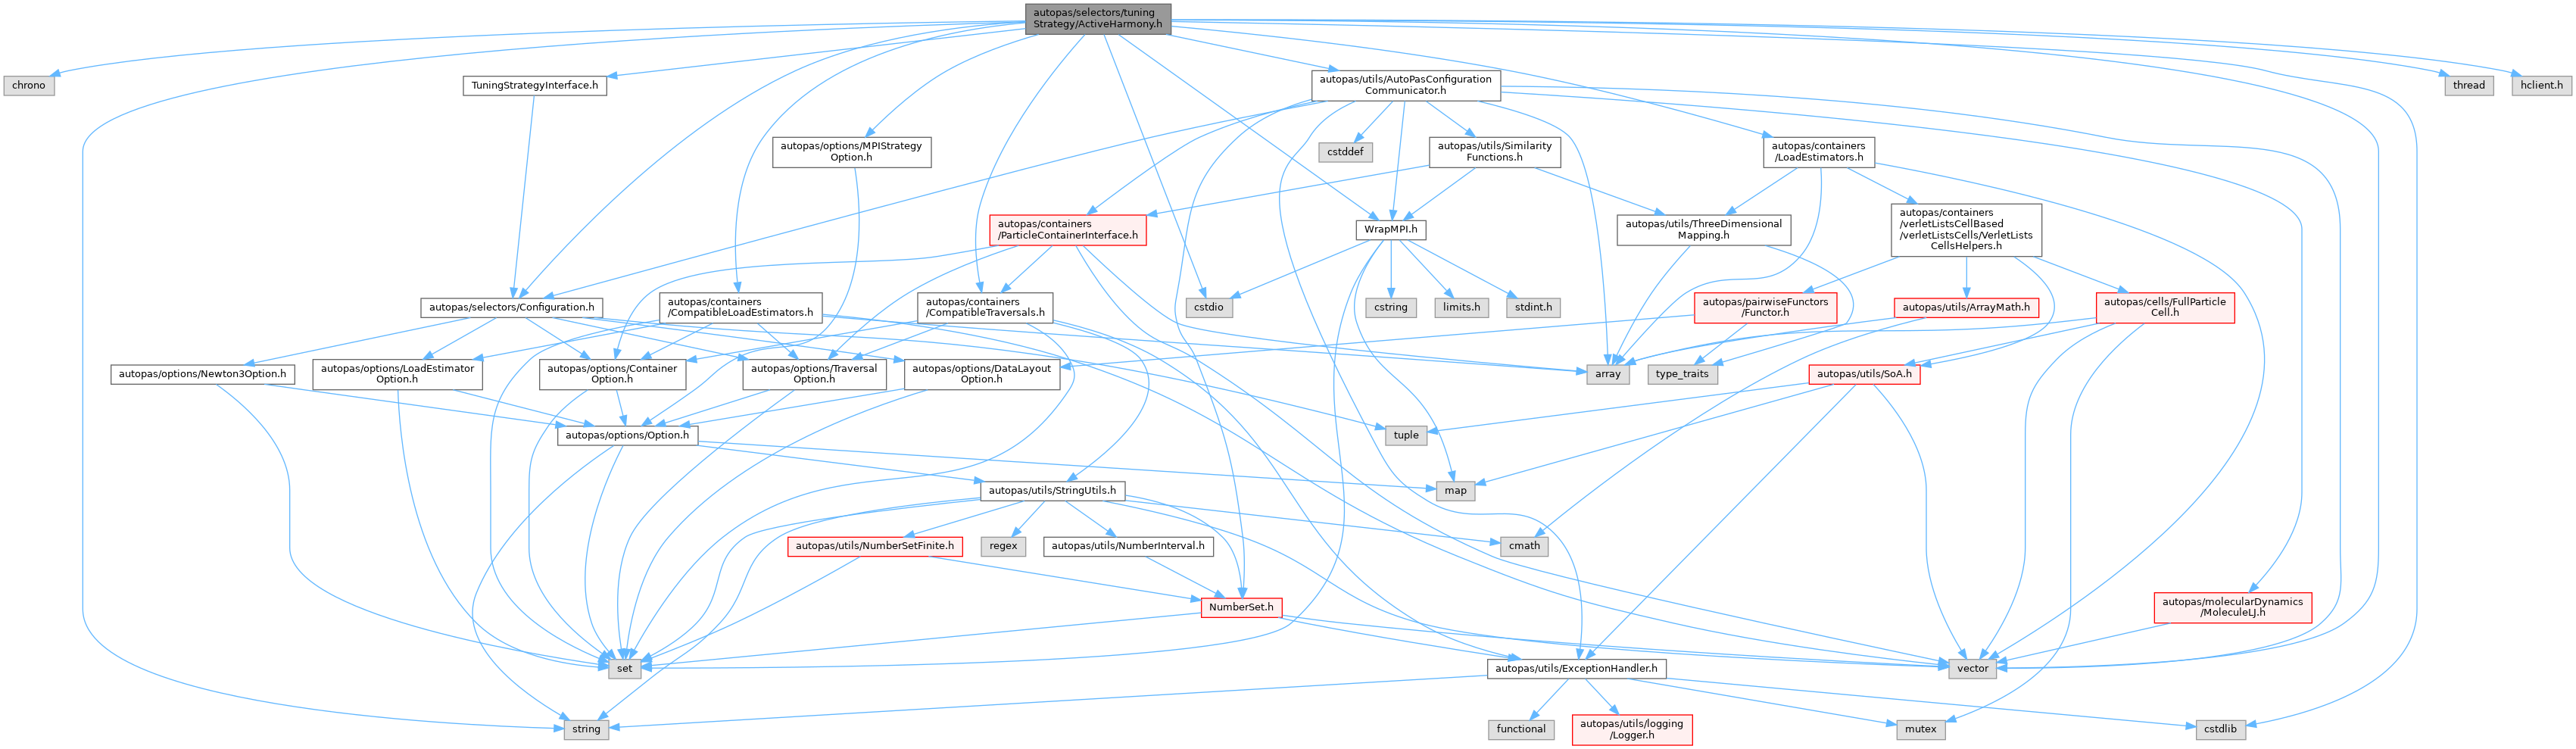 autopas/selectors/tuning
Strategy/ActiveHarmony.h
chrono
TuningStrategyInterface.h
autopas/utils/AutoPasConfiguration
Communicator.h
thread
hclient.h
autopas/options/MPIStrategy
Option.h
cstddef
autopas/utils/Similarity
Functions.h
autopas/containers
/LoadEstimators.h
autopas/containers
/ParticleContainerInterface.h
WrapMPI.h
autopas/utils/ThreeDimensional
Mapping.h
autopas/containers
/verletListsCellBased
/verletListsCells/VerletLists
CellsHelpers.h
autopas/selectors/Configuration.h
autopas/containers
/CompatibleLoadEstimators.h
autopas/containers
/CompatibleTraversals.h
cstdio
cstring
limits.h
stdint.h
autopas/pairwiseFunctors
/Functor.h
autopas/utils/ArrayMath.h
autopas/cells/FullParticle
Cell.h
autopas/options/Newton3Option.h
autopas/options/LoadEstimator
Option.h
autopas/options/Container
Option.h
autopas/options/Traversal
Option.h
autopas/options/DataLayout
Option.h
array
type_traits
autopas/utils/SoA.h
autopas/options/Option.h
tuple
autopas/utils/StringUtils.h
map
autopas/utils/NumberSetFinite.h
regex
autopas/utils/NumberInterval.h
cmath
NumberSet.h
autopas/molecularDynamics
/MoleculeLJ.h
set
autopas/utils/ExceptionHandler.h
vector
string
functional
autopas/utils/logging
/Logger.h
mutex
cstdlib